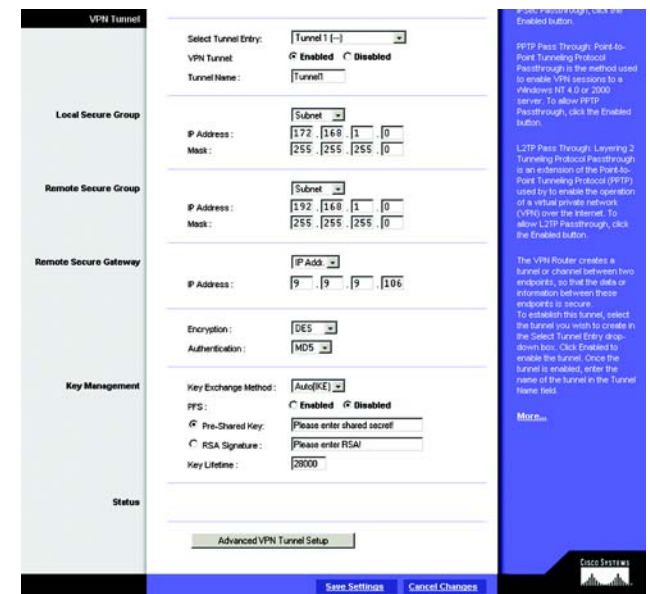 VPN Tunnel
Select Tunnel Entry: Tunnel 1 (---)
VPN Tunnel: Enabled Disabled
Tunnel Name : Tunnel1
Local Secure Group
Subnet
IP Address : 172 . 168 . 1 . 0
Mask : 255 . 255 . 255 . 0
Remote Secure Group
Subnet
IP Address : 192 . 168 . 1 . 0
Mask : 255 . 255 . 255 . 0
Remote Secure Gateway
IP Addr.
IP Address : 9 . 9 . 9 . 106
Encryption : DES
Authentication : MD5
Key Management
Key Exchange Method : Auto(IKE)
PFS : Enabled Disabled
Pre-Shared Key: Please enter shared secret!
RSA Signature : Please enter RSA!
Key Lifetime : 28000
Status
Advanced VPN Tunnel Setup
Save Settings Cancel Changes
IPSec Passthrough, click the
Enabled button.
PPTP Pass Through: Point-to-
Point Tunneling Protocol
Passthrough is the method used
to enable VPN sessions to a
Windows NT 4.0 or 2000
server. To allow PPTP
Passthrough, click the Enabled
button.
L2TP Pass Through: Layering 2
Tunneling Protocol Passthrough
is an extension of the Point-to-
Point Tunneling Protocol (PPTP)
used by to enable the operation
of a virtual private network
(VPN) over the Internet. To
allow L2TP Passthrough, click
the Enabled button.
The VPN Router creates a
tunnel or channel between two
endpoints, so that the data or
information between these
endpoints is secure.
To establish this tunnel, select
the tunnel you wish to create in
the Select Tunnel Entry drop-
down box. Click Enabled to
enable the tunnel. Once the
tunnel is enabled, enter the
name of the tunnel in the Tunnel
Name field.
More...
CISCO SYSTEMS